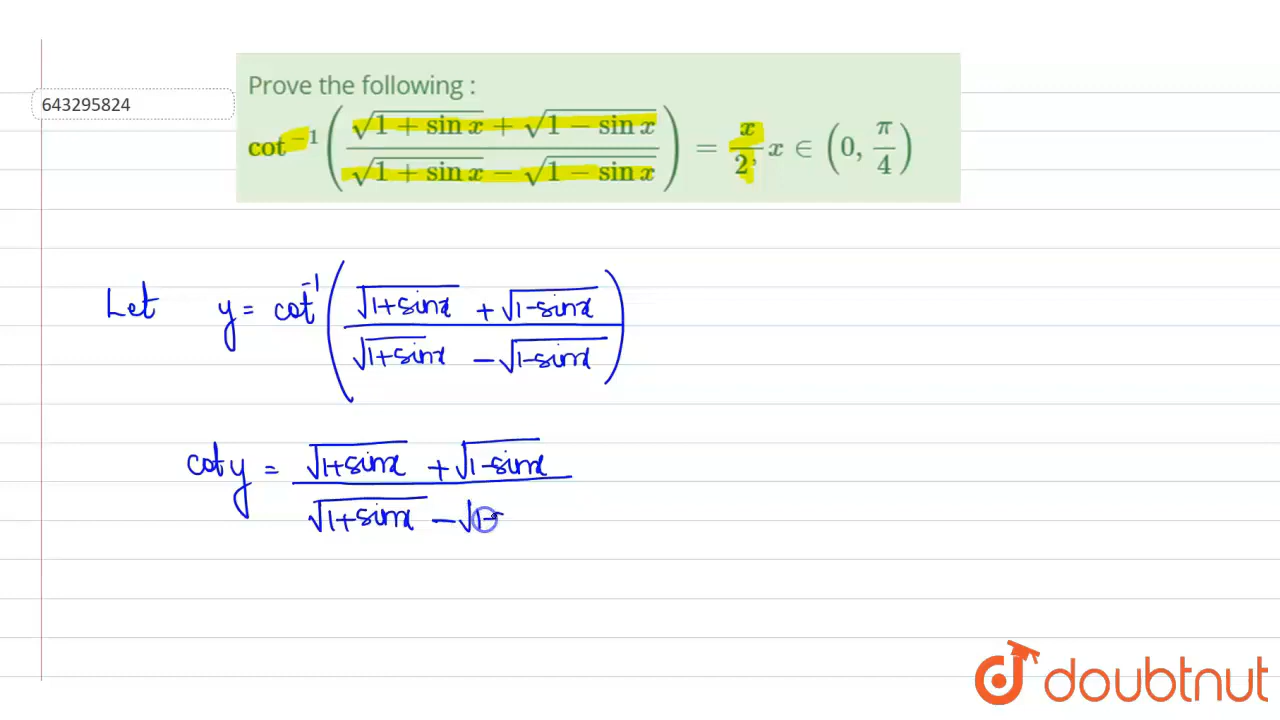 Prove the following :
643295824
cot⁻¹((√(1 + sin x) + √(1 − sin x))/(√(1 + sin x) − √(1 − sin x))) = x/2, x ∈ (0, π/4)
Let y = cot⁻¹((√(1+sinx) + √(1-sinx))/(√(1+sinx) - √(1-sinx)))
cot y = (√(1+sinx) + √(1-sinx))/(√(1+sinx) - √1-
doubtnut